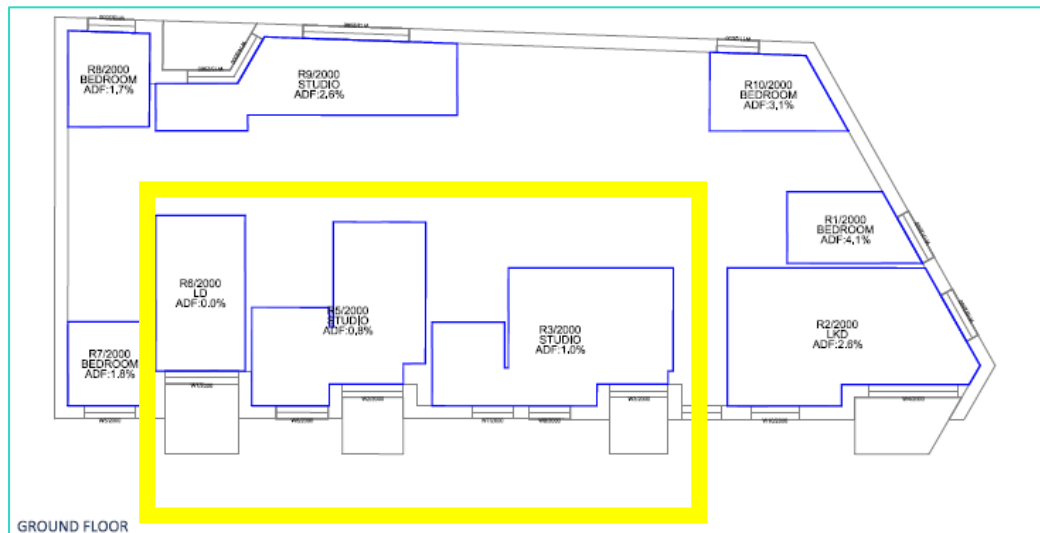 R8/2000
BEDROOM
ADF:1,7%
R9/2000
STUDIO
ADF:2,6%
R10/2000
BEDROOM
ADF:3,1%
R1/2000
BEDROOM
ADF:4,1%
R6/2000
LD
ADF:0.0%
R5/2000
STUDIO
ADF:0,8%
R3/2000
STUDIO
ADF:1.0%
R2/2000
LKD
ADF:2.6%
R7/2000
BEDROOM
ADF:1.8%
GROUND FLOOR